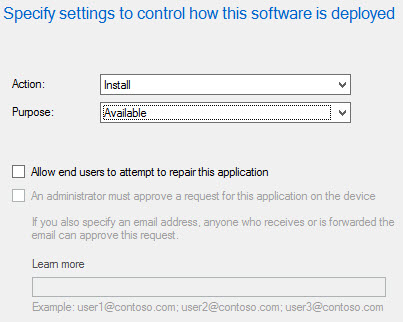 Specify settings to control how this software is deployed
Action: Install
Purpose: Available
Allow end users to attempt to repair this application
An administrator must approve a request for this application on the device
If you also specify an email address, anyone who receives or is forwarded the
email can approve this request.
Learn more
Example: user1@contoso.com; user2@contoso.com; user3@contoso.com